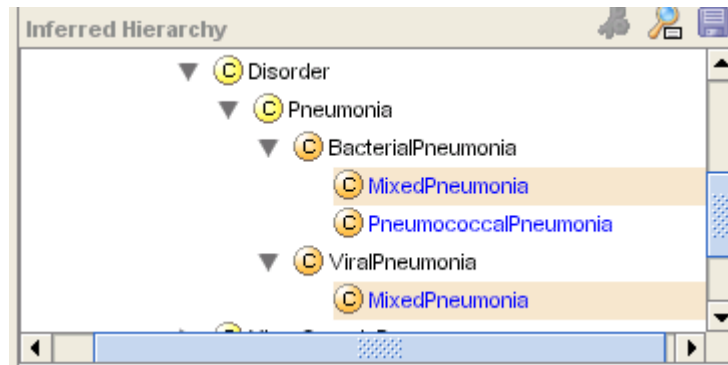 Inferred Hierarchy
C Disorder
C Pneumonia
C BacterialPneumonia
C MixedPneumonia
C PneumococcalPneumonia
C ViralPneumonia
C MixedPneumonia